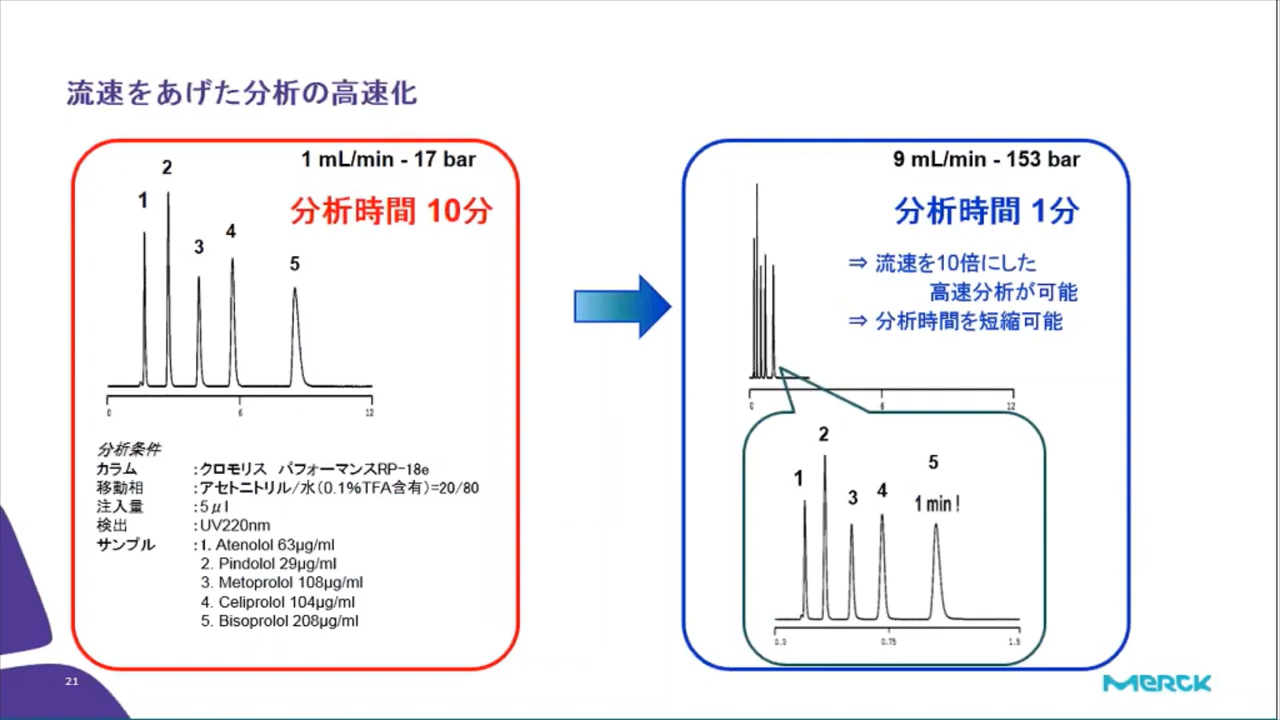 流速をあげた分析の高速化
1 mL/min - 17 bar
分析時間 10分
1
2
3
4
5
0
6
12
分析条件
カラム :クロモリス パフォーマンスRP-18e
移動相 :アセトニトリル/水(0.1%TFA含有)=20/80
注入量 :5μl
検出 :UV220nm
サンプル :1. Atenolol 63μg/ml
2. Pindolol 29μg/ml
3. Metoprolol 108μg/ml
4. Celiprolol 104μg/ml
5. Bisoprolol 208μg/ml
9 mL/min - 153 bar
分析時間 1分
⇒ 流速を10倍にした
高速分析が可能
⇒ 分析時間を短縮可能
0
6
12
1
2
3
4
5
1 min !
0.0
0.75
1.5
21
MERCK